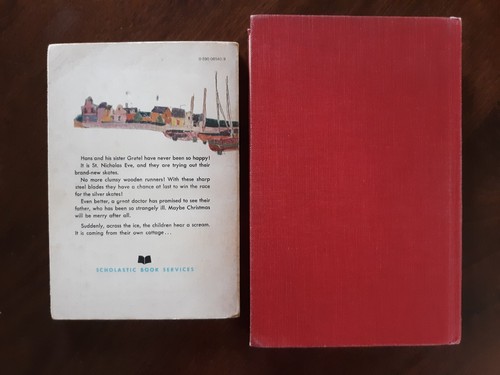 Hans and his sister Gretel have never been so happy!
It is St. Nicholas Eve, and they are trying out their
brand-new skates.
No more clumsy wooden runners! With these sharp
steel blades they have a chance at last to win the race
for the silver skates!
Even better, a great doctor has promised to see their
father, who has been so strangely ill. Maybe Christmas
will be merry after all.
Suddenly, across the ice, the children hear a scream.
It is coming from their own cottage . . .
SCHOLASTIC BOOK SERVICES